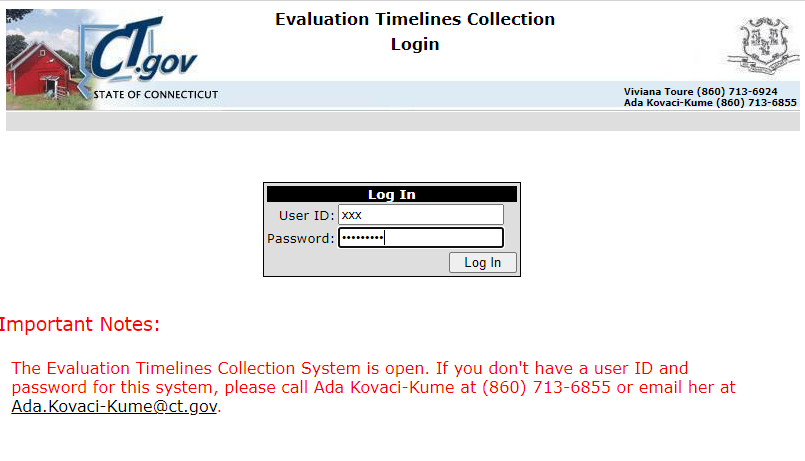 Evaluation Timelines Collection
Login
CT.gov
STATE OF CONNECTICUT
Viviana Toure (860) 713-6924
Ada Kovaci-Kume (860) 713-6855
Log In
User ID: xxx
Password: •••••••••
Log In
Important Notes:
The Evaluation Timelines Collection System is open. If you don't have a user ID and
password for this system, please call Ada Kovaci-Kume at (860) 713-6855 or email her at
Ada.Kovaci-Kume@ct.gov.